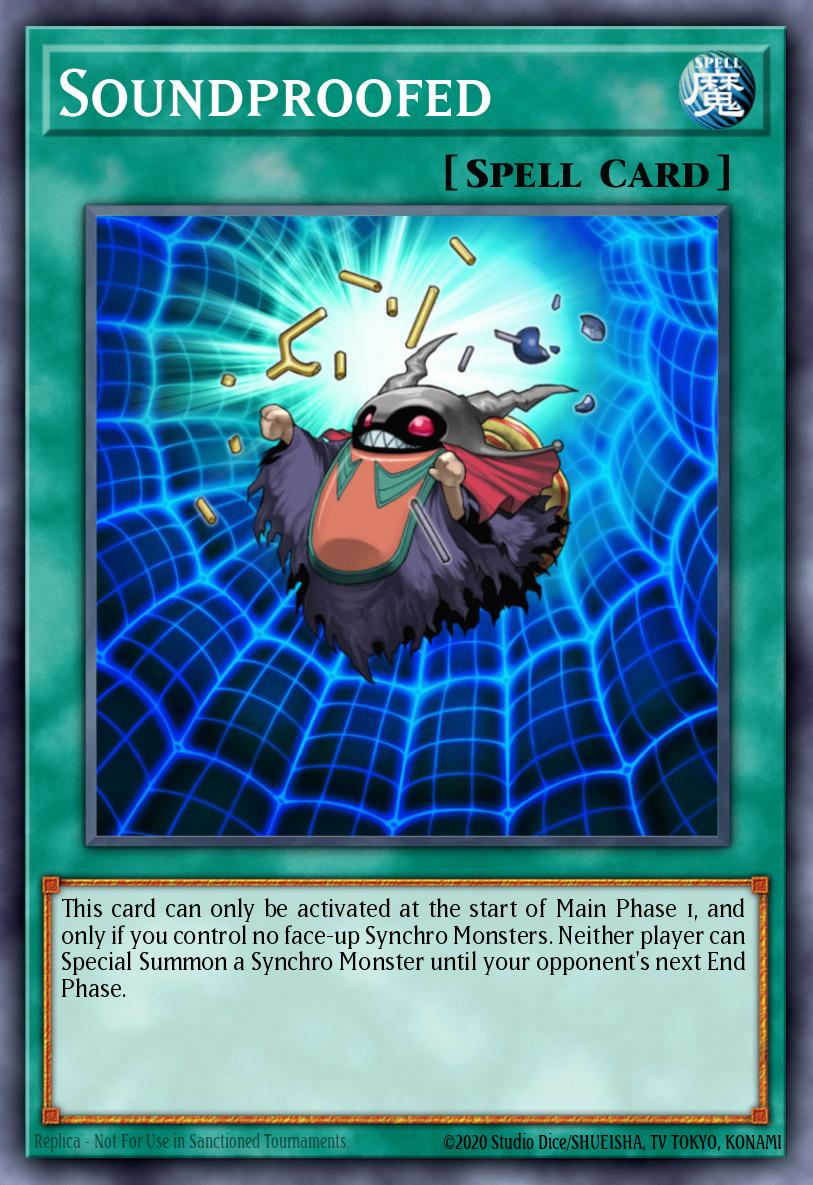 Soundproofed
SPELL
魔
[ Spell Card ]
This card can only be activated at the start of Main Phase 1, and
only if you control no face-up Synchro Monsters. Neither player can
Special Summon a Synchro Monster until your opponent's next End
Phase.
Replica - Not For Use in Sanctioned Tournaments.
©2020 Studio Dice/SHUEISHA, TV TOKYO, KONAMI